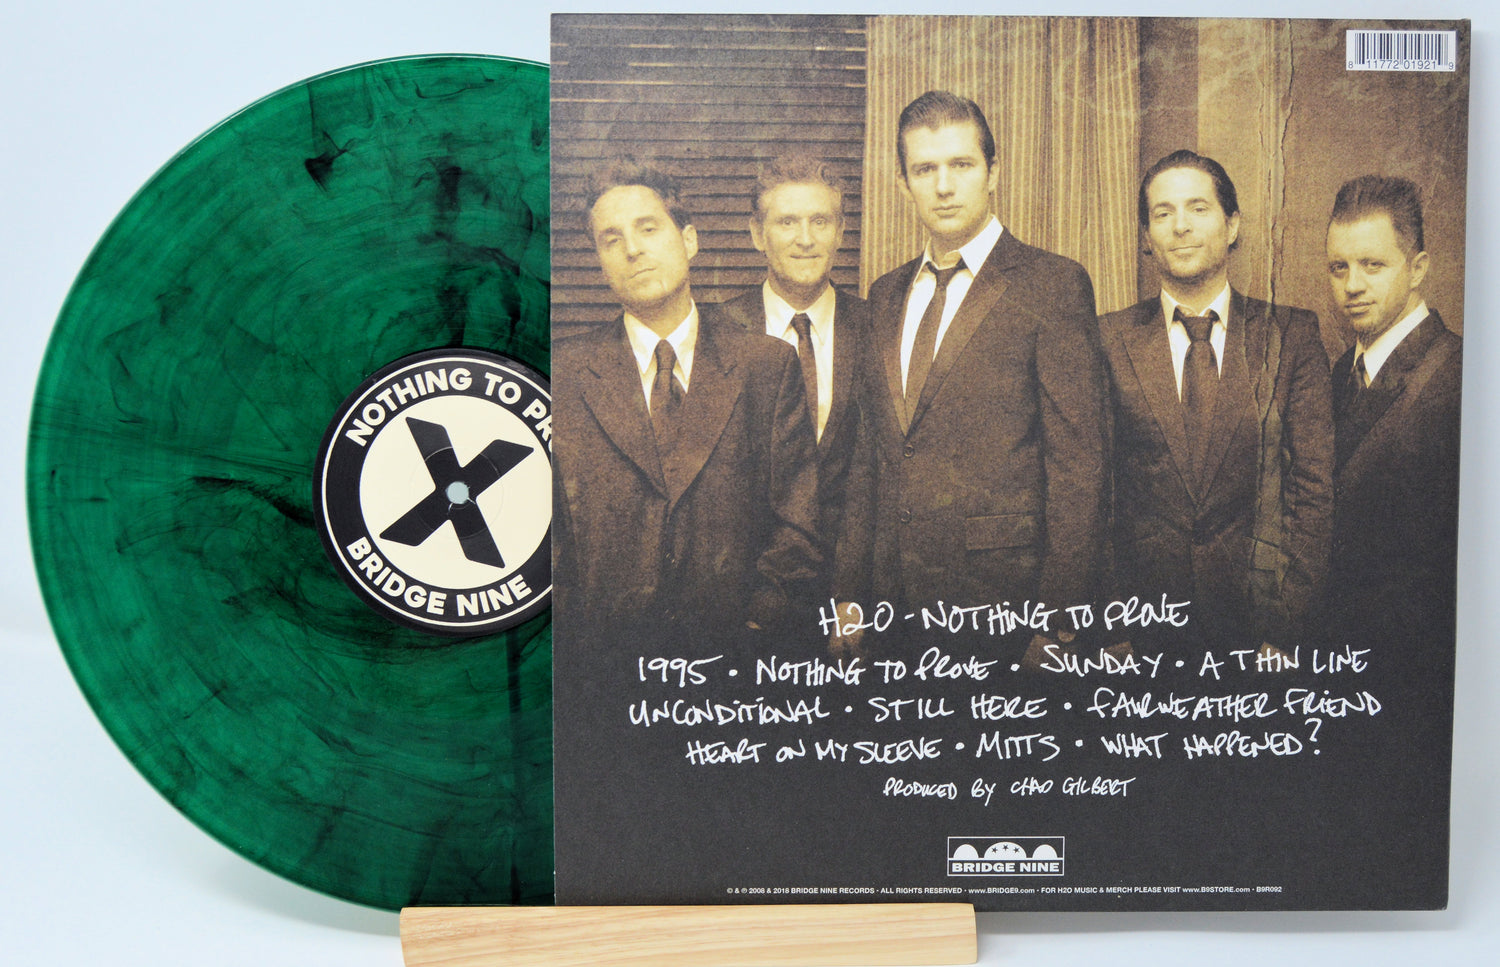 8 11772 01921 9
NOTHING TO PRO
X
BRIDGE NINE
H2O - NOTHING TO PROVE
1995 • NOTHING TO PROVE • SUNDAY • A THIN LINE
UNCONDITIONAL • STILL HERE • FAIRWEATHER FRIEND
HEART ON MY SLEEVE • MITTS • WHAT HAPPENED?
PRODUCED BY CHAD GILBERT
BRIDGE NINE
© & ℗ 2008 & 2018 BRIDGE NINE RECORDS • ALL RIGHTS RESERVED • www.BRIDGE9.com • FOR H2O MUSIC & MERCH PLEASE VISIT www.B9STORE.com • B9R092